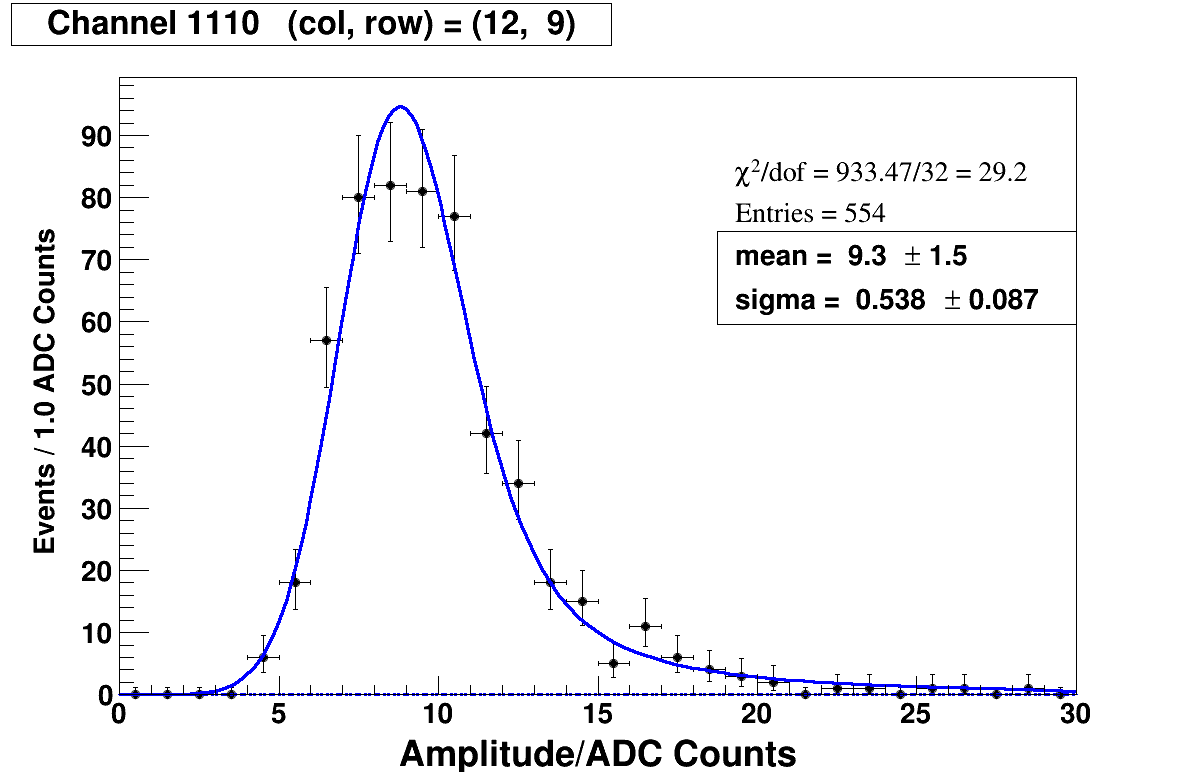 Channel 1110 (col, row) = (12, 9)
χ²/dof = 933.47/32 = 29.2
Entries = 554
mean = 9.3 ± 1.5
sigma = 0.538 ± 0.087
Events / 1.0 ADC Counts
90
80
70
60
50
40
30
20
10
0
0 5 10 15 20 25 30
Amplitude/ADC Counts